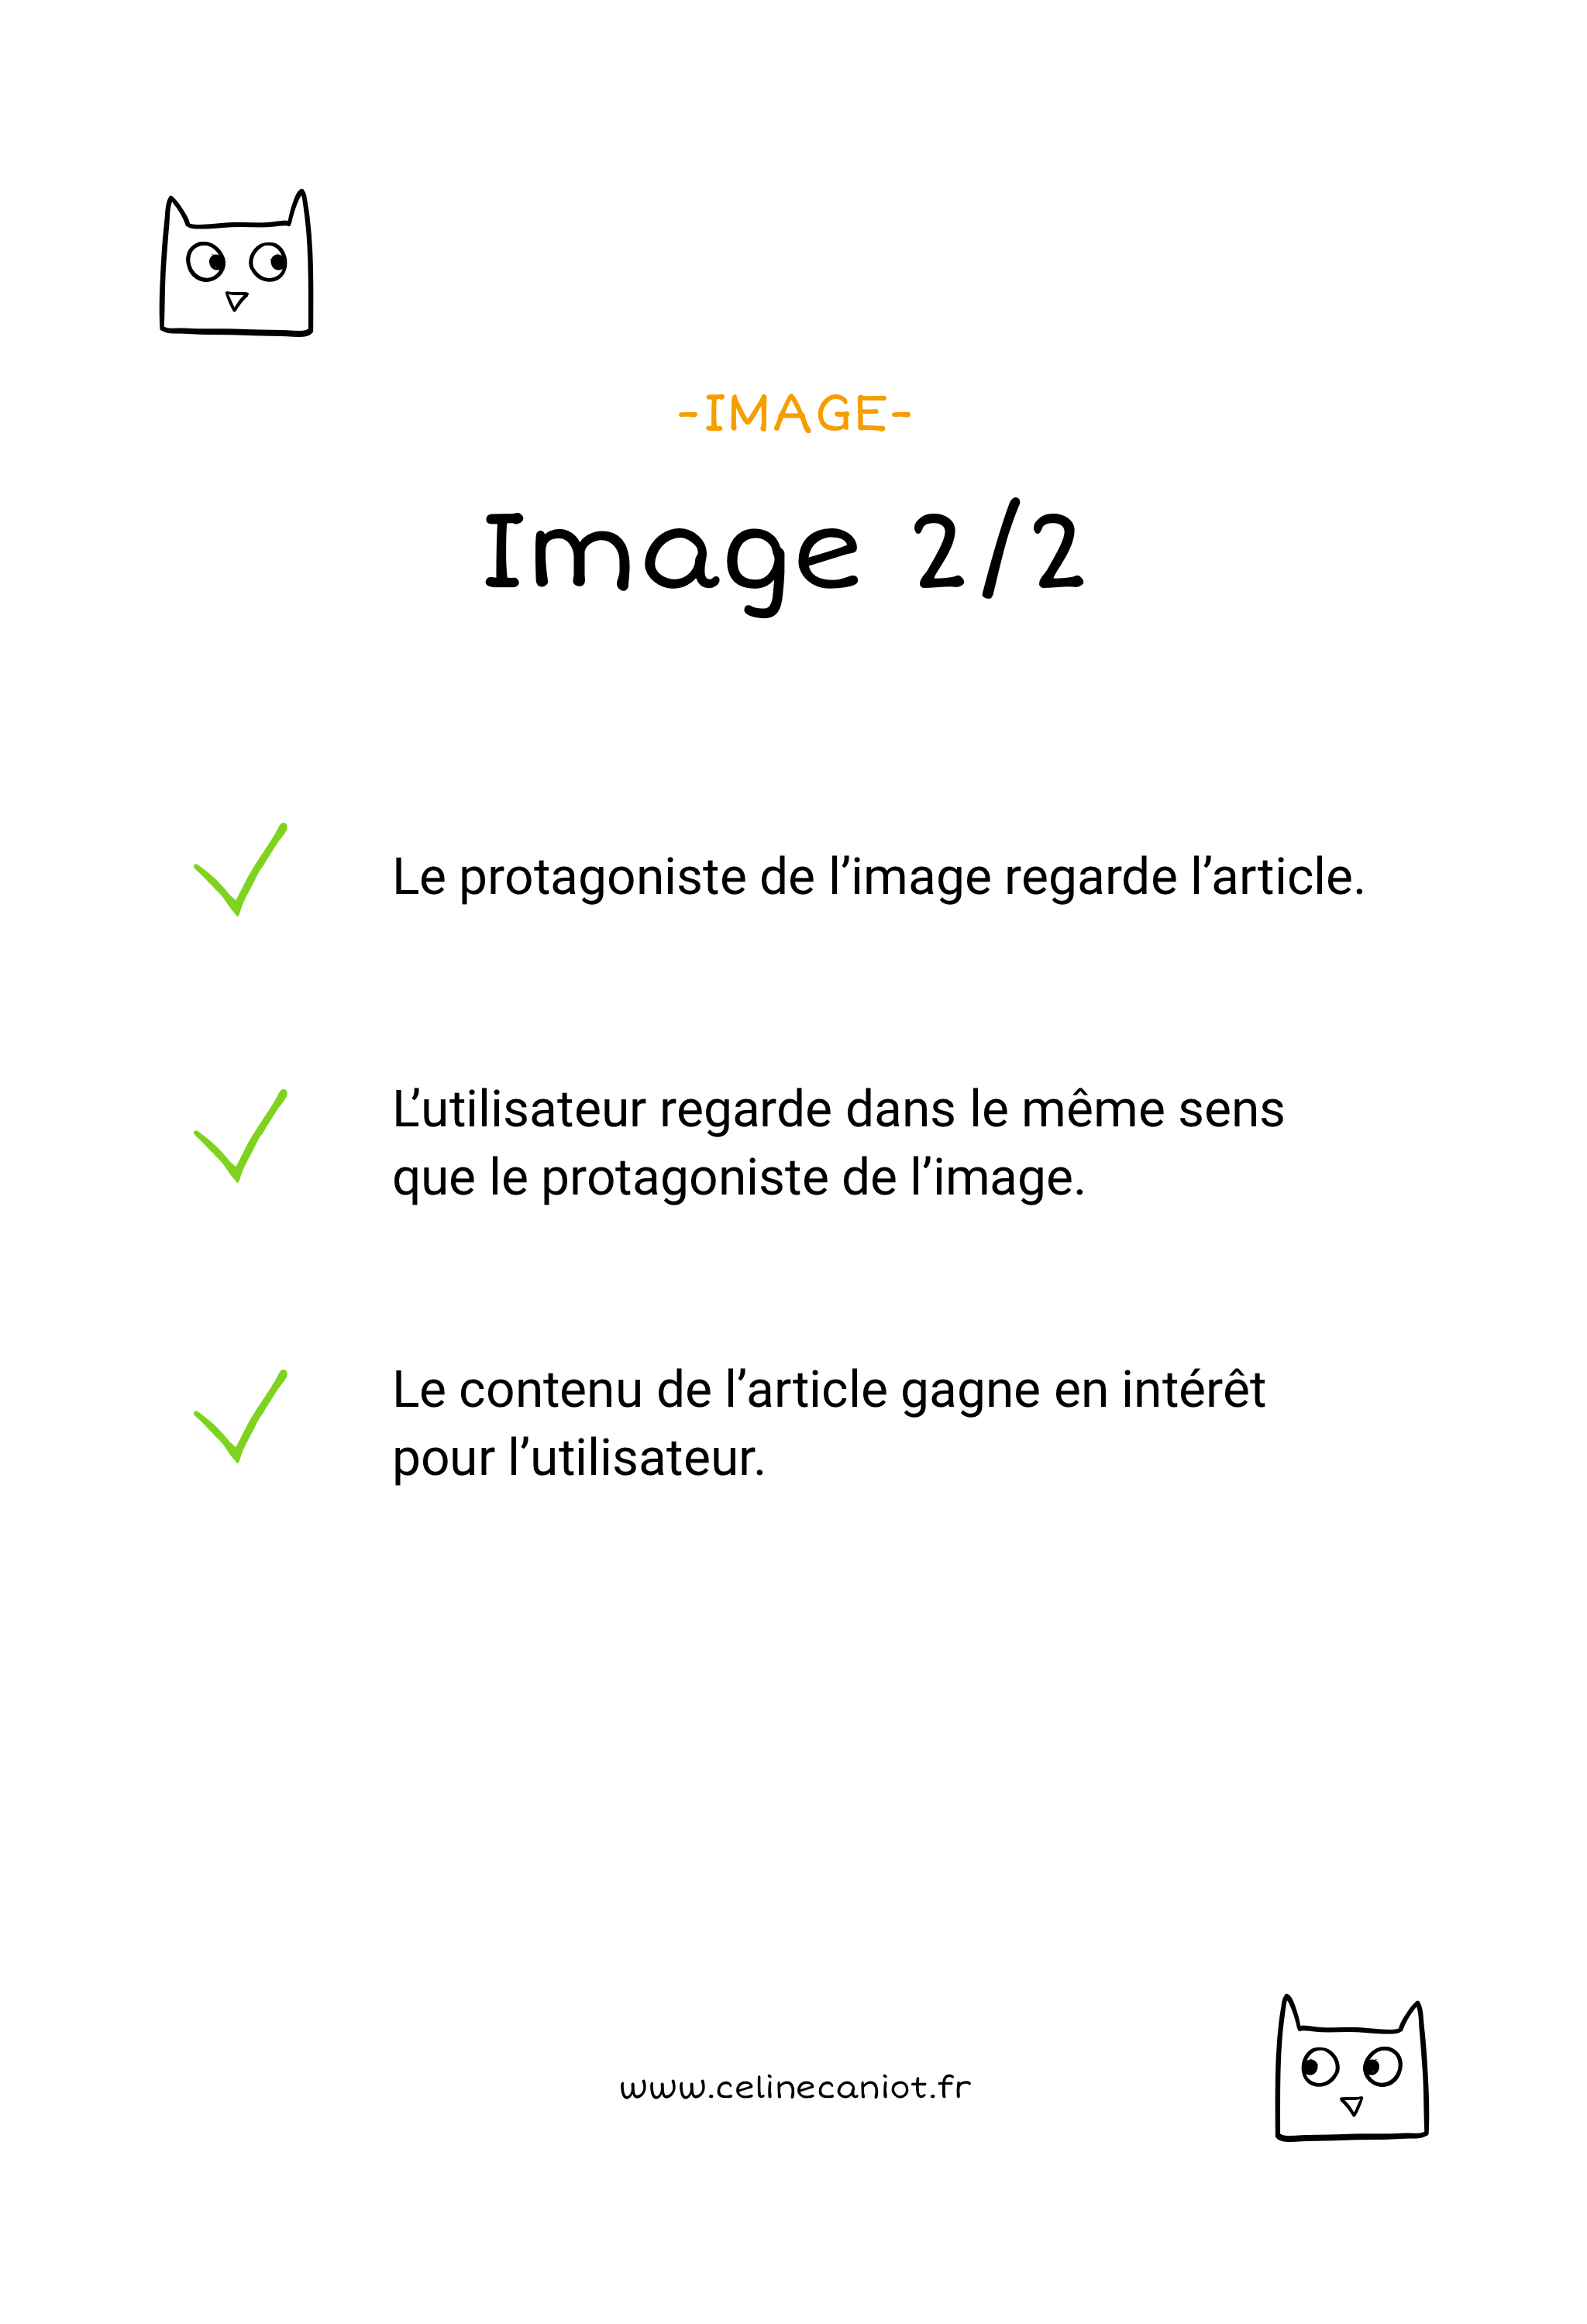 -IMAGE-
Image 2/2
Le protagoniste de l’image regarde l’article.
L’utilisateur regarde dans le même sens
que le protagoniste de l’image.
Le contenu de l’article gagne en intérêt
pour l’utilisateur.
www.celinecaniot.fr